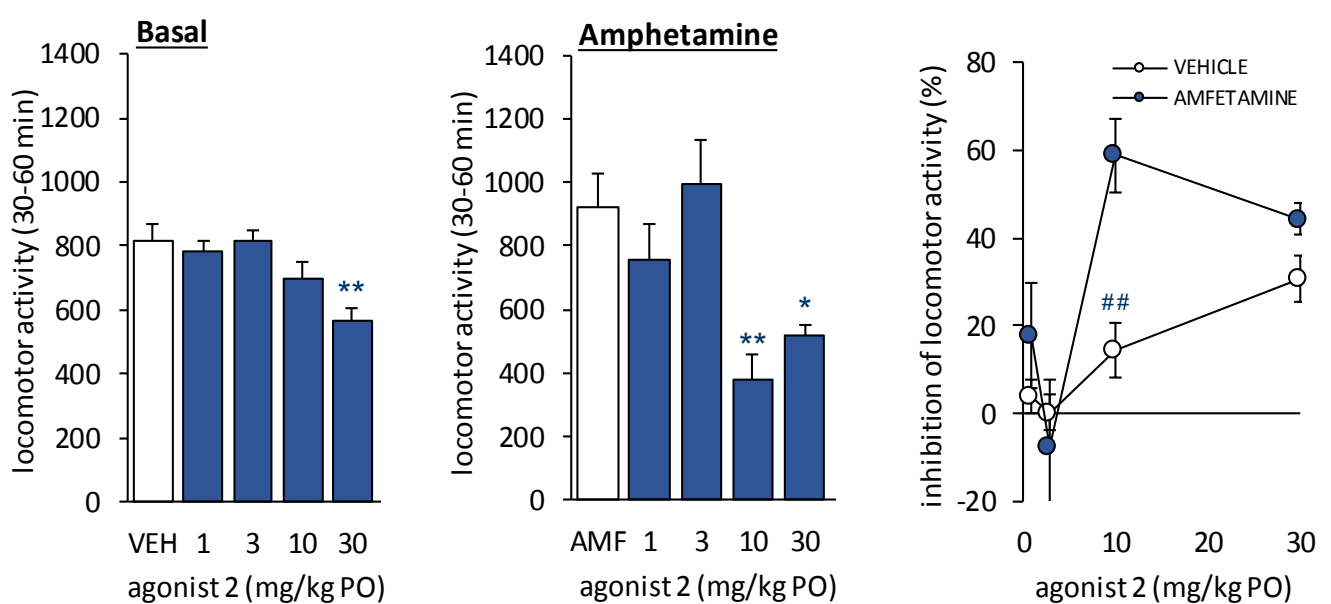 Basal
1400
1200
1000
800
600
400
200
0
locomotor activity (30-60 min)
**
VEH 1 3 10 30
agonist 2 (mg/kg PO)
Amphetamine
1400
1200
1000
800
600
400
200
0
locomotor activity (30-60 min)
**
*
AMF 1 3 10 30
agonist 2 (mg/kg PO)
80
60
40
20
0
-20
inhibition of locomotor activity (%)
VEHICLE
AMFETAMINE
##
0 10 20 30
agonist 2 (mg/kg PO)